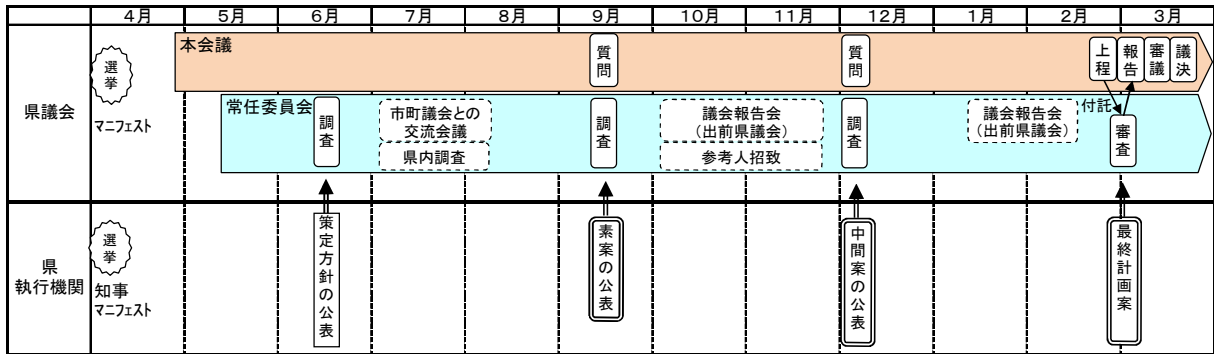 4月 5月 6月 7月 8月 9月 10月 11月 12月 1月 2月 3月
県議会
選挙
マニフェスト
本会議
質問
質問
上程
報告
審議
議決
常任委員会
調査
市町議会との
交流会議
県内調査
調査
議会報告会
(出前県議会)
参考人招致
調査
議会報告会
(出前県議会)
付託
審査
県
執行機関
選挙
知事
マニフェスト
策定方針の公表
素案の公表
中間案の公表
最終計画案